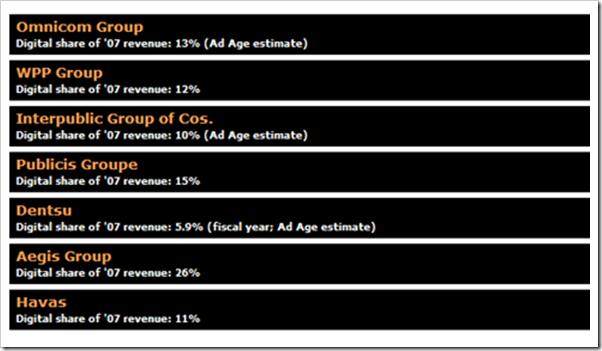 Omnicom Group
Digital share of '07 revenue: 13% (Ad Age estimate)
WPP Group
Digital share of '07 revenue: 12%
Interpublic Group of Cos.
Digital share of '07 revenue: 10% (Ad Age estimate)
Publicis Groupe
Digital share of '07 revenue: 15%
Dentsu
Digital share of '07 revenue: 5.9% (fiscal year; Ad Age estimate)
Aegis Group
Digital share of '07 revenue: 26%
Havas
Digital share of '07 revenue: 11%